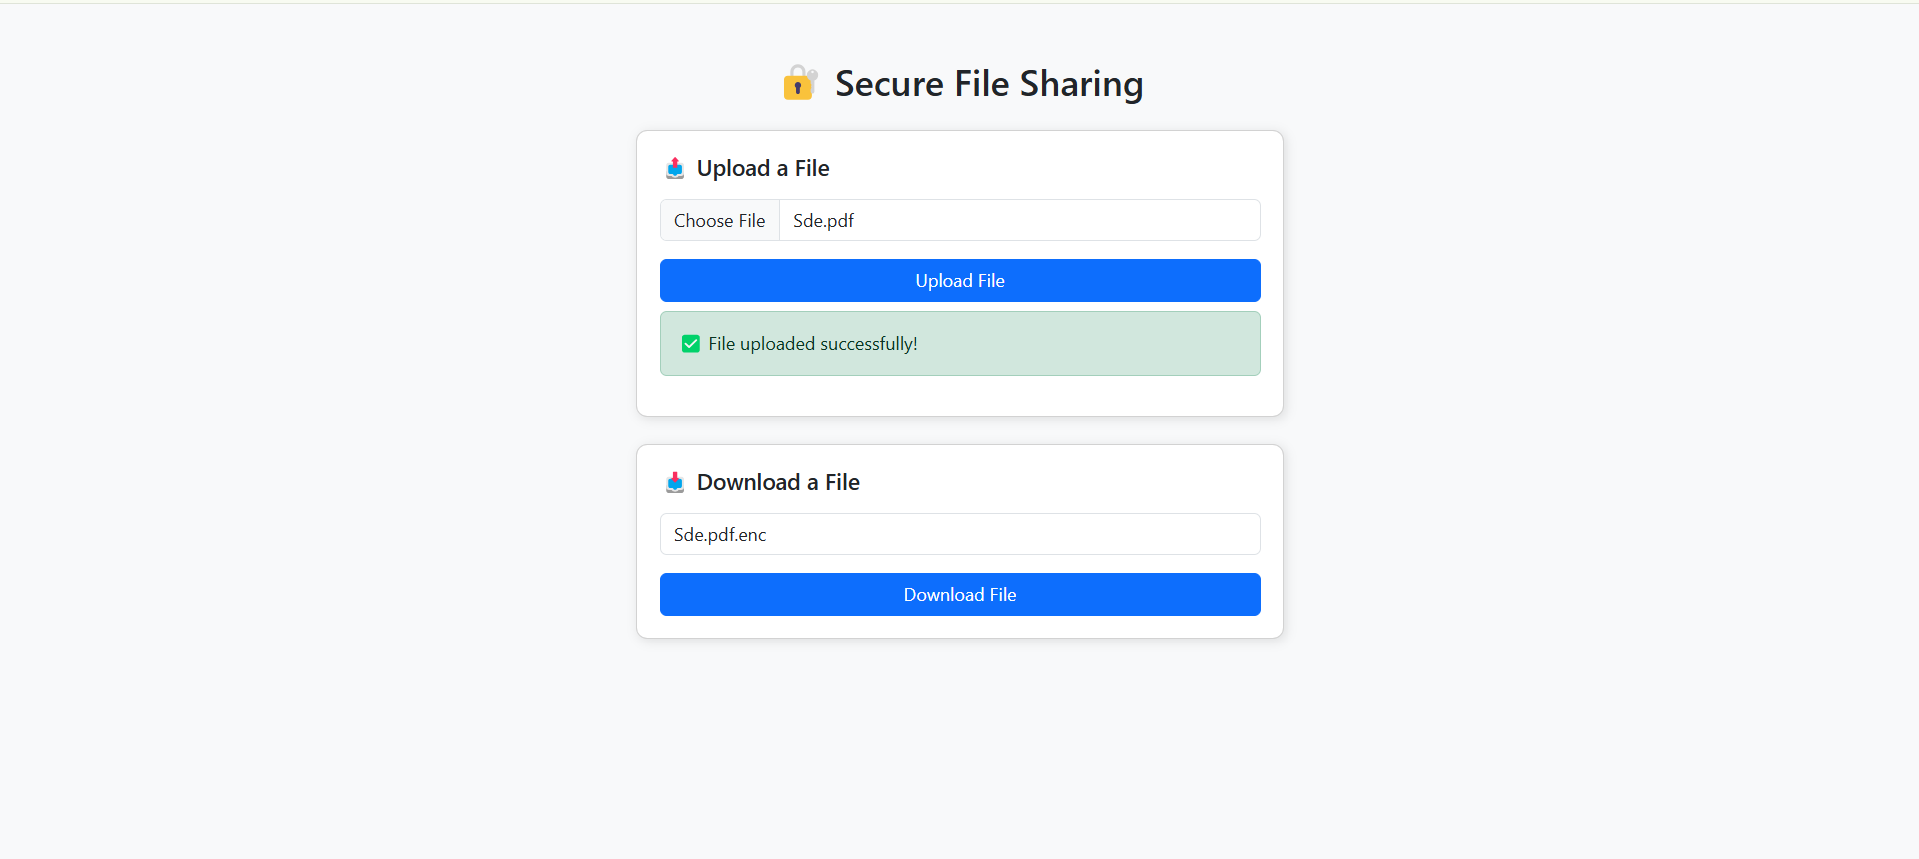 Secure File Sharing
Upload a File
Choose File Sde.pdf
Upload File
File uploaded successfully!
Download a File
Sde.pdf.enc
Download File